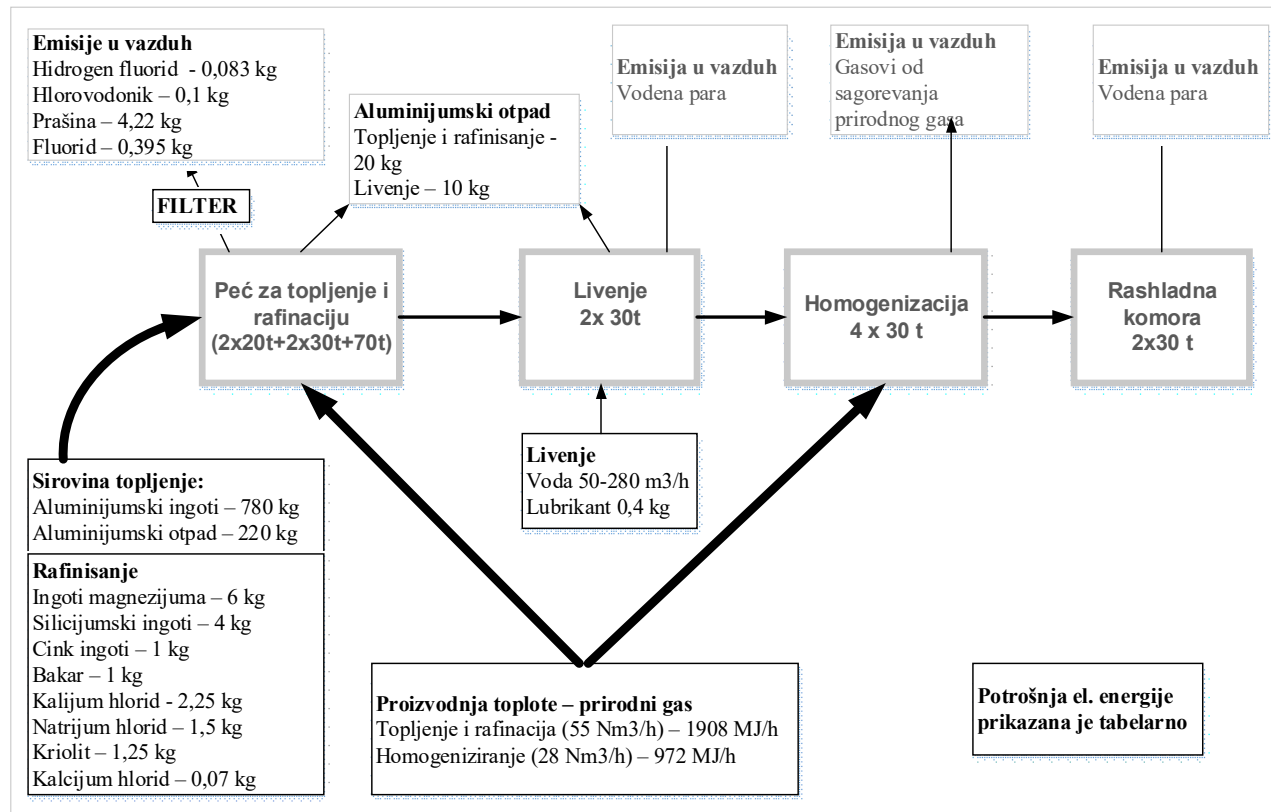 Emisije u vazduh
Hidrogen fluorid  - 0,083 kg
Hlorovodonik – 0,1 kg
Prašina – 4,22 kg
Fluorid – 0,395 kg
FILTER
Aluminijumski otpad
Topljenje i rafinisanje -
20 kg
Livenje – 10 kg
Emisija u vazduh
Vodena para
Emisija u vazduh
Gasovi od
sagorevanja
prirodnog gasa
Emisija u vazduh
Vodena para
Peć za topljenje i
rafinaciju
(2x20t+2x30t+70t)
Livenje
2x 30t
Homogenizacija
4 x 30 t
Rashladna
komora
2x30 t
Sirovina topljenje:
Aluminijumski ingoti – 780 kg
Aluminijumski otpad – 220 kg
Rafinisanje
Ingoti magnezijuma – 6 kg
Silicijumski ingoti – 4 kg
Cink ingoti – 1 kg
Bakar – 1 kg
Kalijum hlorid - 2,25 kg
Natrijum hlorid – 1,5 kg
Kriolit – 1,25 kg
Kalcijum hlorid – 0,07 kg
Livenje
Voda 50-280 m3/h
Lubrikant 0,4 kg
Proizvodnja toplote – prirodni gas
Topljenje i rafinacija (55 Nm3/h) – 1908 MJ/h
Homogeniziranje (28 Nm3/h) – 972 MJ/h
Potrošnja el. energije
prikazana je tabelarno